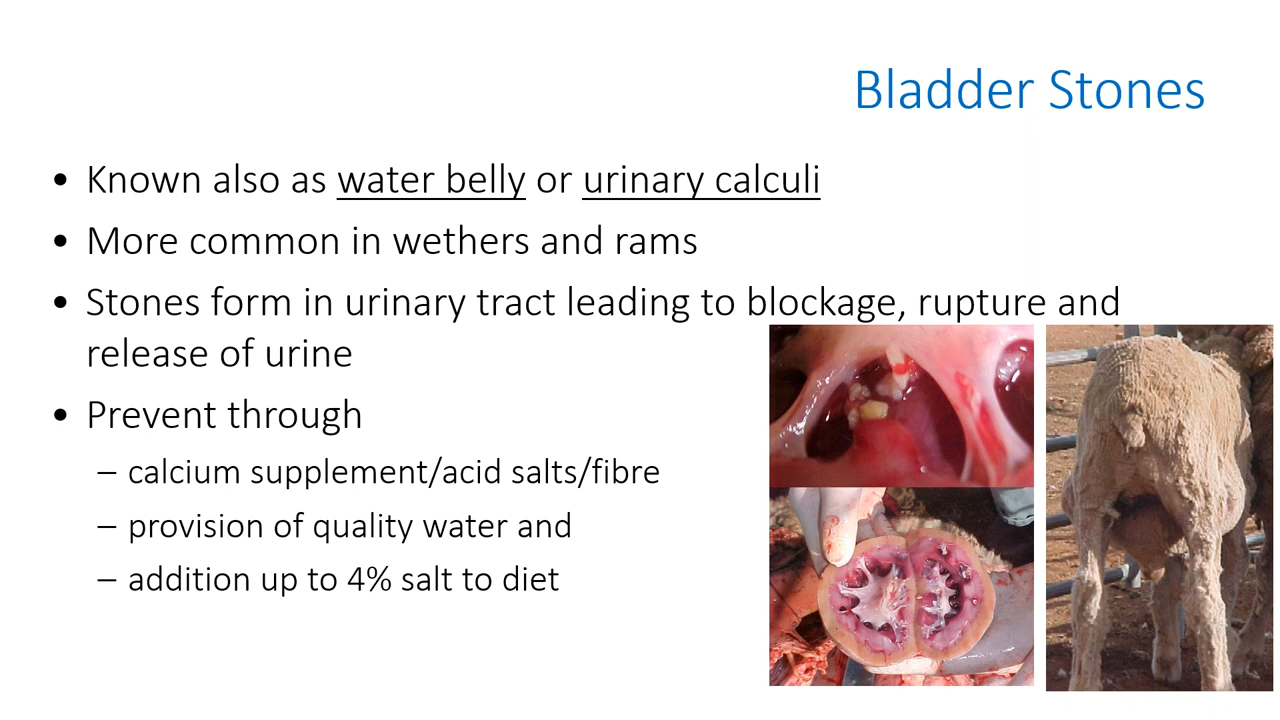 Bladder Stones
• Known also as water belly or urinary calculi
• More common in wethers and rams
• Stones form in urinary tract leading to blockage, rupture and
release of urine
• Prevent through
– calcium supplement/acid salts/fibre
– provision of quality water and
– addition up to 4% salt to diet